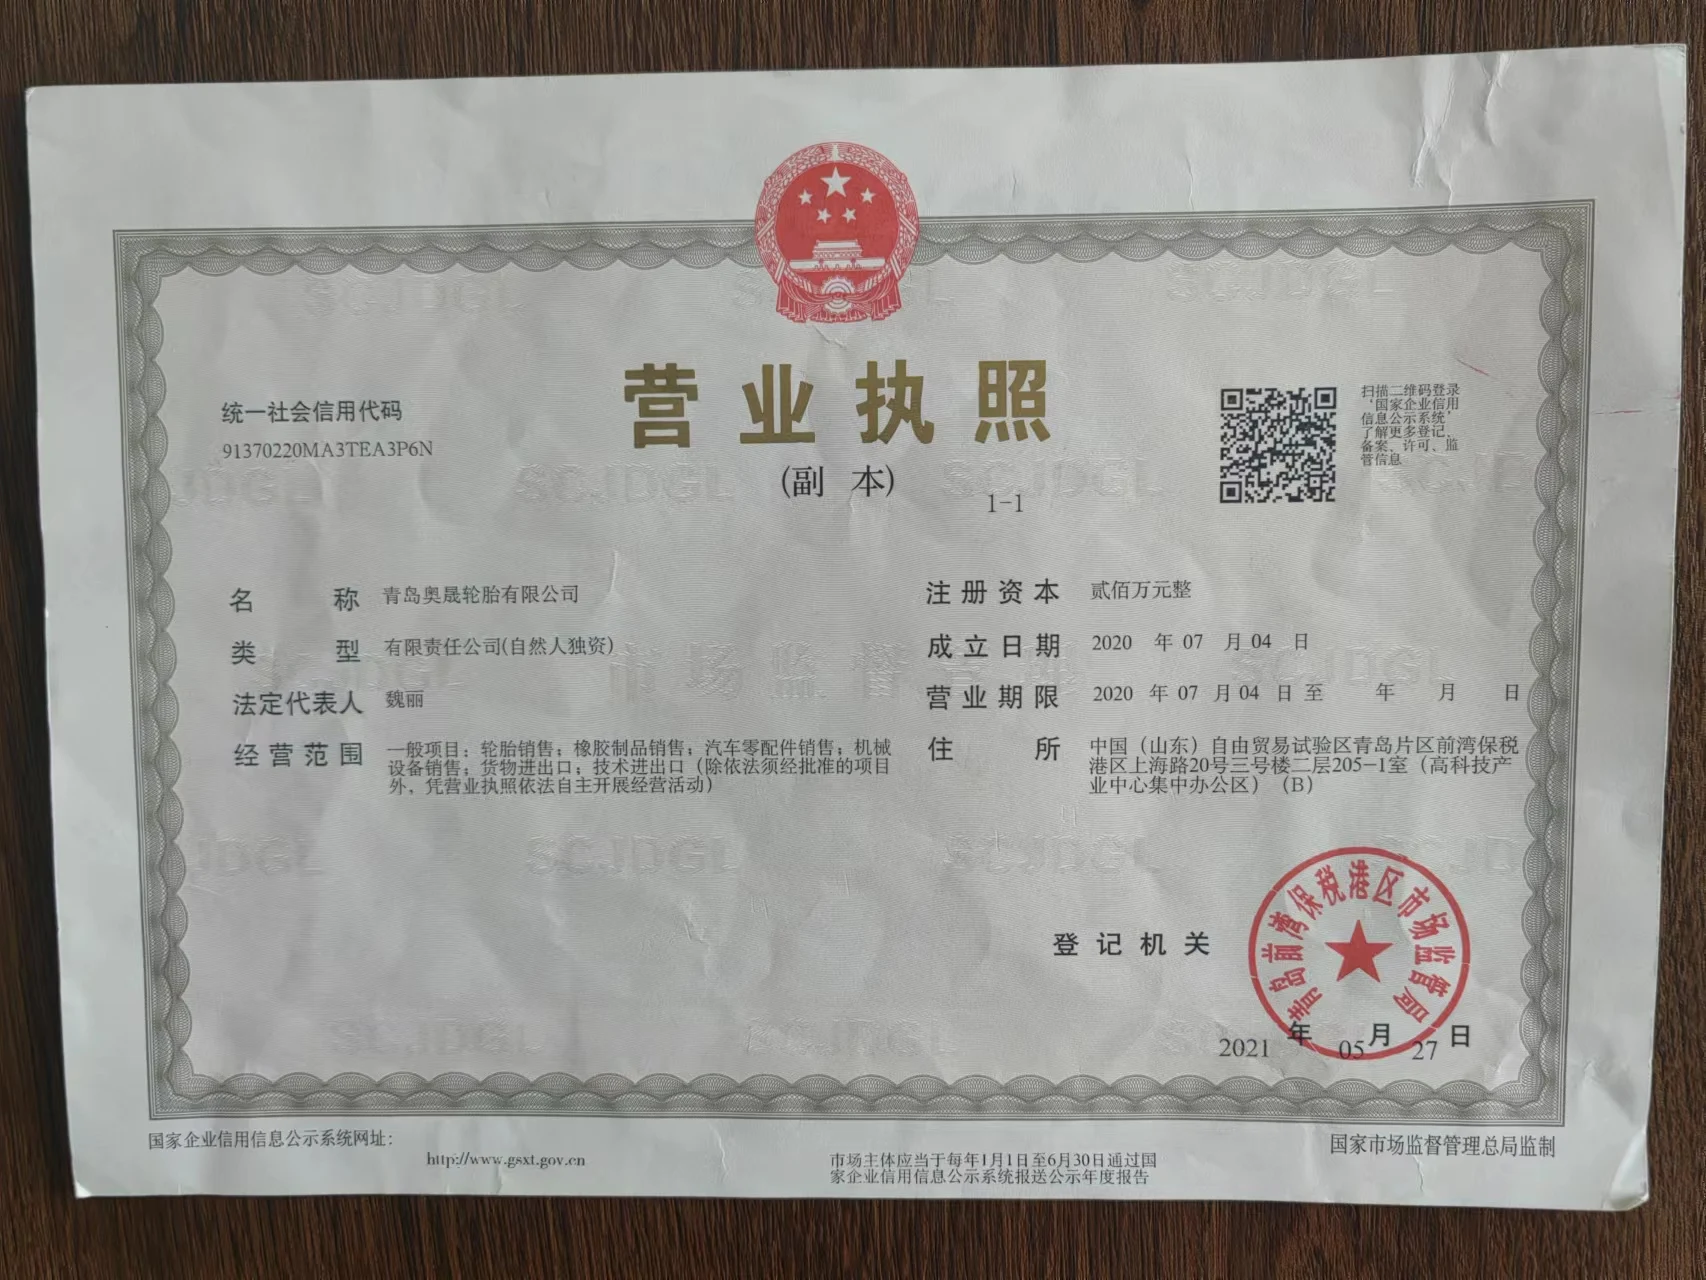 营业执照
(副 本)
1-1
统一社会信用代码
91370220MA3TEA3P6N
扫描二维码登录
'国家企业信用
信息公示系统'
了解更多登记、
备案、许可、监
管信息
名 称 青岛奥晟轮胎有限公司
类 型 有限责任公司(自然人独资)
法定代表人 魏丽
经营范围 一般项目：轮胎销售；橡胶制品销售；汽车零配件销售；机械
设备销售；货物进出口；技术进出口（除依法须经批准的项目
外，凭营业执照依法自主开展经营活动）
注册资本 贰佰万元整
成立日期 2020 年 07 月 04 日
营业期限 2020 年 07 月 04 日 至 年 月 日
住 所 中国（山东）自由贸易试验区青岛片区前湾保税
港区上海路20号三号楼二层205-1室（高科技产
业中心集中办公区）（B）
登记机关
青岛前湾保税港区市场监督管理局
2021 年 05 月 27 日
国家企业信用信息公示系统网址：
http://www.gsxt.gov.cn
市场主体应当于每年1月1日至6月30日通过国
家企业信用信息公示系统报送公示年度报告
国家市场监督管理总局监制
SCJDGL